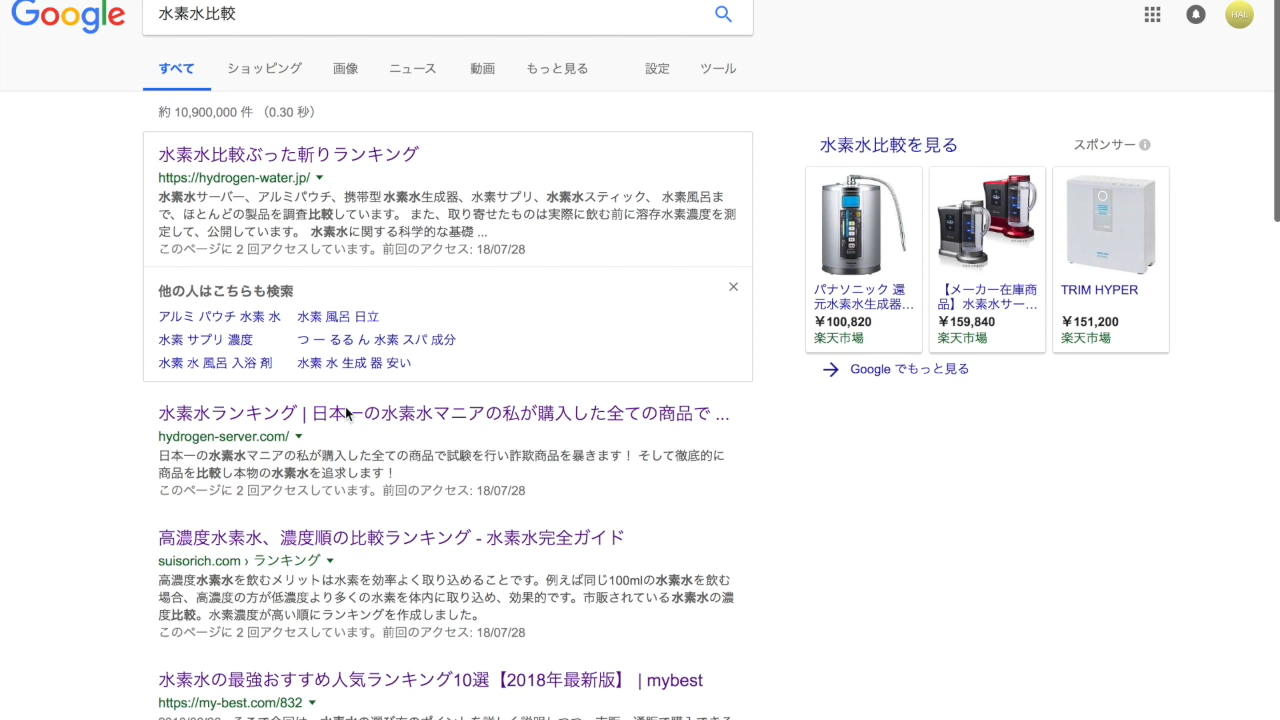 Google
水素水比較
HAL
すべて ショッピング 画像 ニュース 動画 もっと見る 設定 ツール
約 10,900,000 件 （0.30 秒）
水素水比較ぶった斬りランキング
https://hydrogen-water.jp/
水素水サーバー、アルミパウチ、携帯型水素水生成器、水素サプリ、水素水スティック、 水素風呂ま
で、ほとんどの製品を調査比較しています。 また、取り寄せたものは実際に飲む前に溶存水素濃度を測
定して、公開しています。 水素水に関する科学的な基礎 ...
このページに 2 回アクセスしています。前回のアクセス: 18/07/28
他の人はこちらも検索
アルミ パウチ 水素 水 水素 風呂 日立
水素 サプリ 濃度 つ ー るる ん 水素 スパ 成分
水素 水 風呂 入浴 剤 水素 水 生成 器 安い
水素水ランキング | 日本一の水素水マニアの私が購入した全ての商品で ...
hydrogen-server.com/
日本一の水素水マニアの私が購入した全ての商品で試験を行い詐欺商品を暴きます！ そして徹底的に
商品を比較し本物の水素水を追求します！
このページに 2 回アクセスしています。前回のアクセス: 18/07/28
高濃度水素水、濃度順の比較ランキング - 水素水完全ガイド
suisorich.com › ランキング
高濃度水素水を飲むメリットは水素を効率よく取り込めることです。例えば同じ100mlの水素水を飲む
場合、高濃度の方が低濃度より多くの水素を体内に取り込め、効果的です。市販されている水素水の濃
度比較。水素濃度が高い順にランキングを作成しました。
このページに 2 回アクセスしています。前回のアクセス: 18/07/28
水素水の最強おすすめ人気ランキング10選【2018年最新版】 | mybest
https://my-best.com/832
水素水比較を見る スポンサー
パナソニック 還
元水素水生成器…
￥100,820
楽天市場
【メーカー在庫商
品】水素水サー…
￥159,840
楽天市場
TRIM HYPER
￥151,200
楽天市場
Google でもっと見る